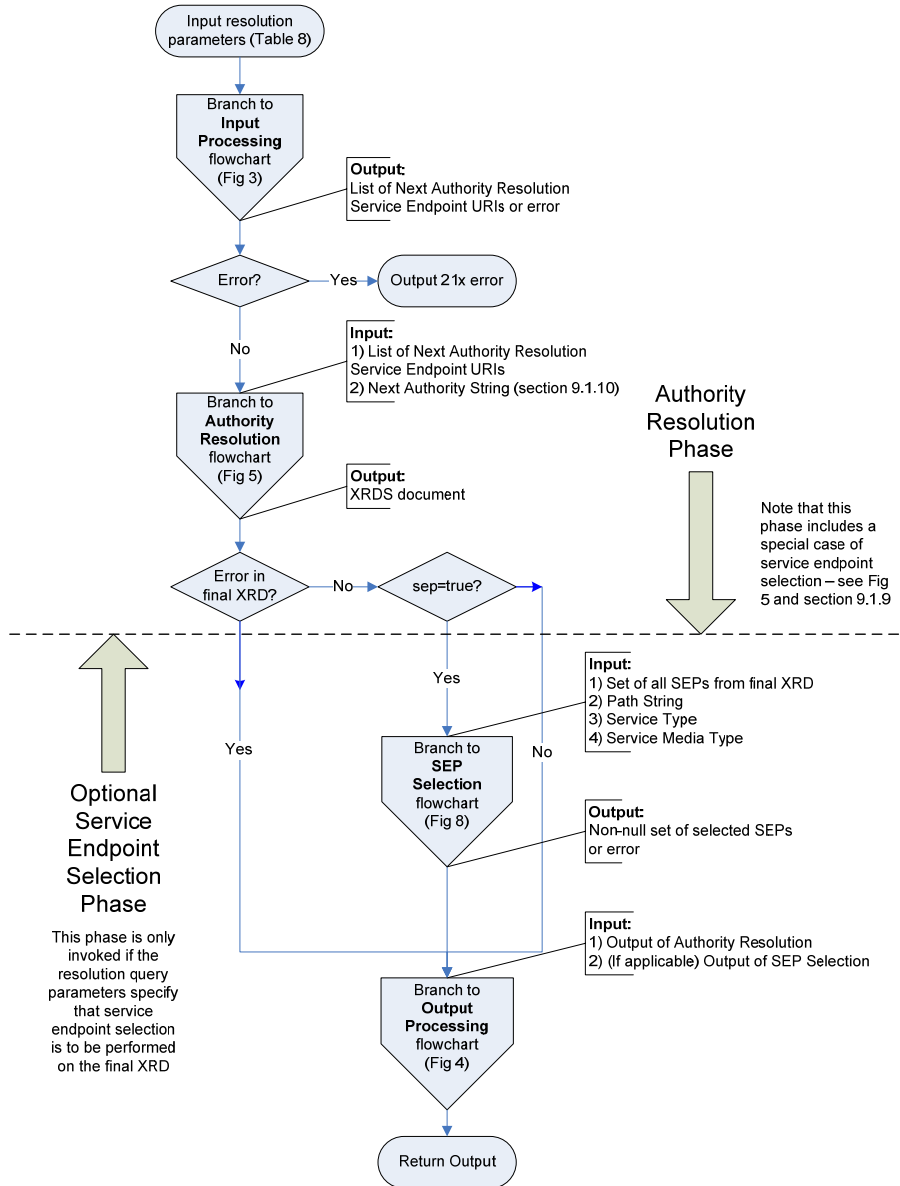 Input resolution
parameters (Table 8)
Branch to
Input
Processing
flowchart
(Fig 3)
Output:
List of Next Authority Resolution
Service Endpoint URIs or error
Error?
Yes
Output 21x error
No
Input:
1) List of Next Authority Resolution
Service Endpoint URIs
2) Next Authority String (section 9.1.10)
Branch to
Authority
Resolution
flowchart
(Fig 5)
Output:
XRDS document
Authority
Resolution
Phase
Note that this
phase includes a
special case of
service endpoint
selection – see Fig
5 and section 9.1.9
Error in
final XRD?
No
sep=true?
Yes
Yes
No
Input:
1) Set of all SEPs from final XRD
2) Path String
3) Service Type
4) Service Media Type
Branch to
SEP
Selection
flowchart
(Fig 8)
Output:
Non-null set of selected SEPs
or error
Optional
Service
Endpoint
Selection
Phase
This phase is only
invoked if the
resolution query
parameters specify
that service
endpoint selection
is to be performed
on the final XRD
Input:
1) Output of Authority Resolution
2) (If applicable) Output of SEP Selection
Branch to
Output
Processing
flowchart
(Fig 4)
Return Output